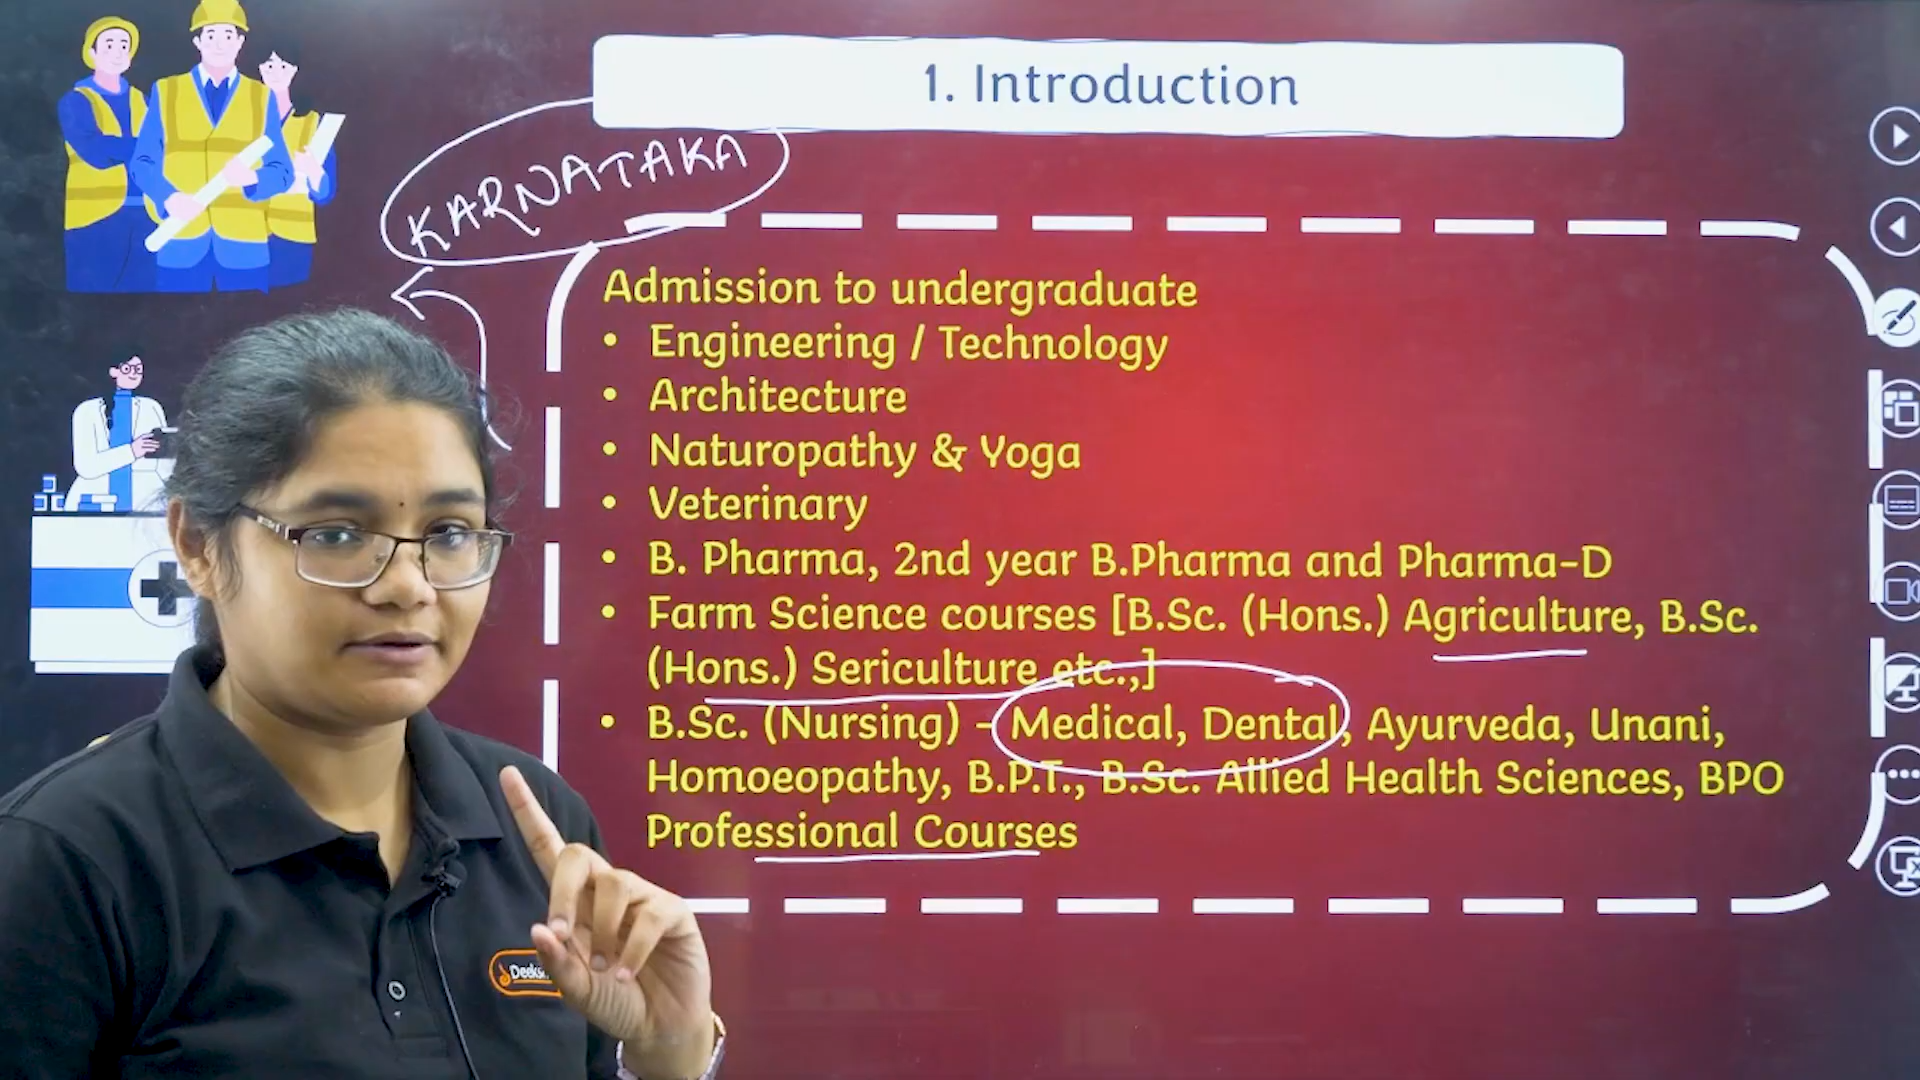 1. Introduction
KARNATAKA
Admission to undergraduate
• Engineering / Technology
• Architecture
• Naturopathy & Yoga
• Veterinary
• B. Pharma, 2nd year B.Pharma and Pharma-D
• Farm Science courses [B.Sc. (Hons.) Agriculture, B.Sc.
(Hons.) Sericulture etc.,]
• B.Sc. (Nursing) - Medical, Dental, Ayurveda, Unani,
Homoeopathy, B.P.T., B.Sc. Allied Health Sciences, BPO
Professional Courses